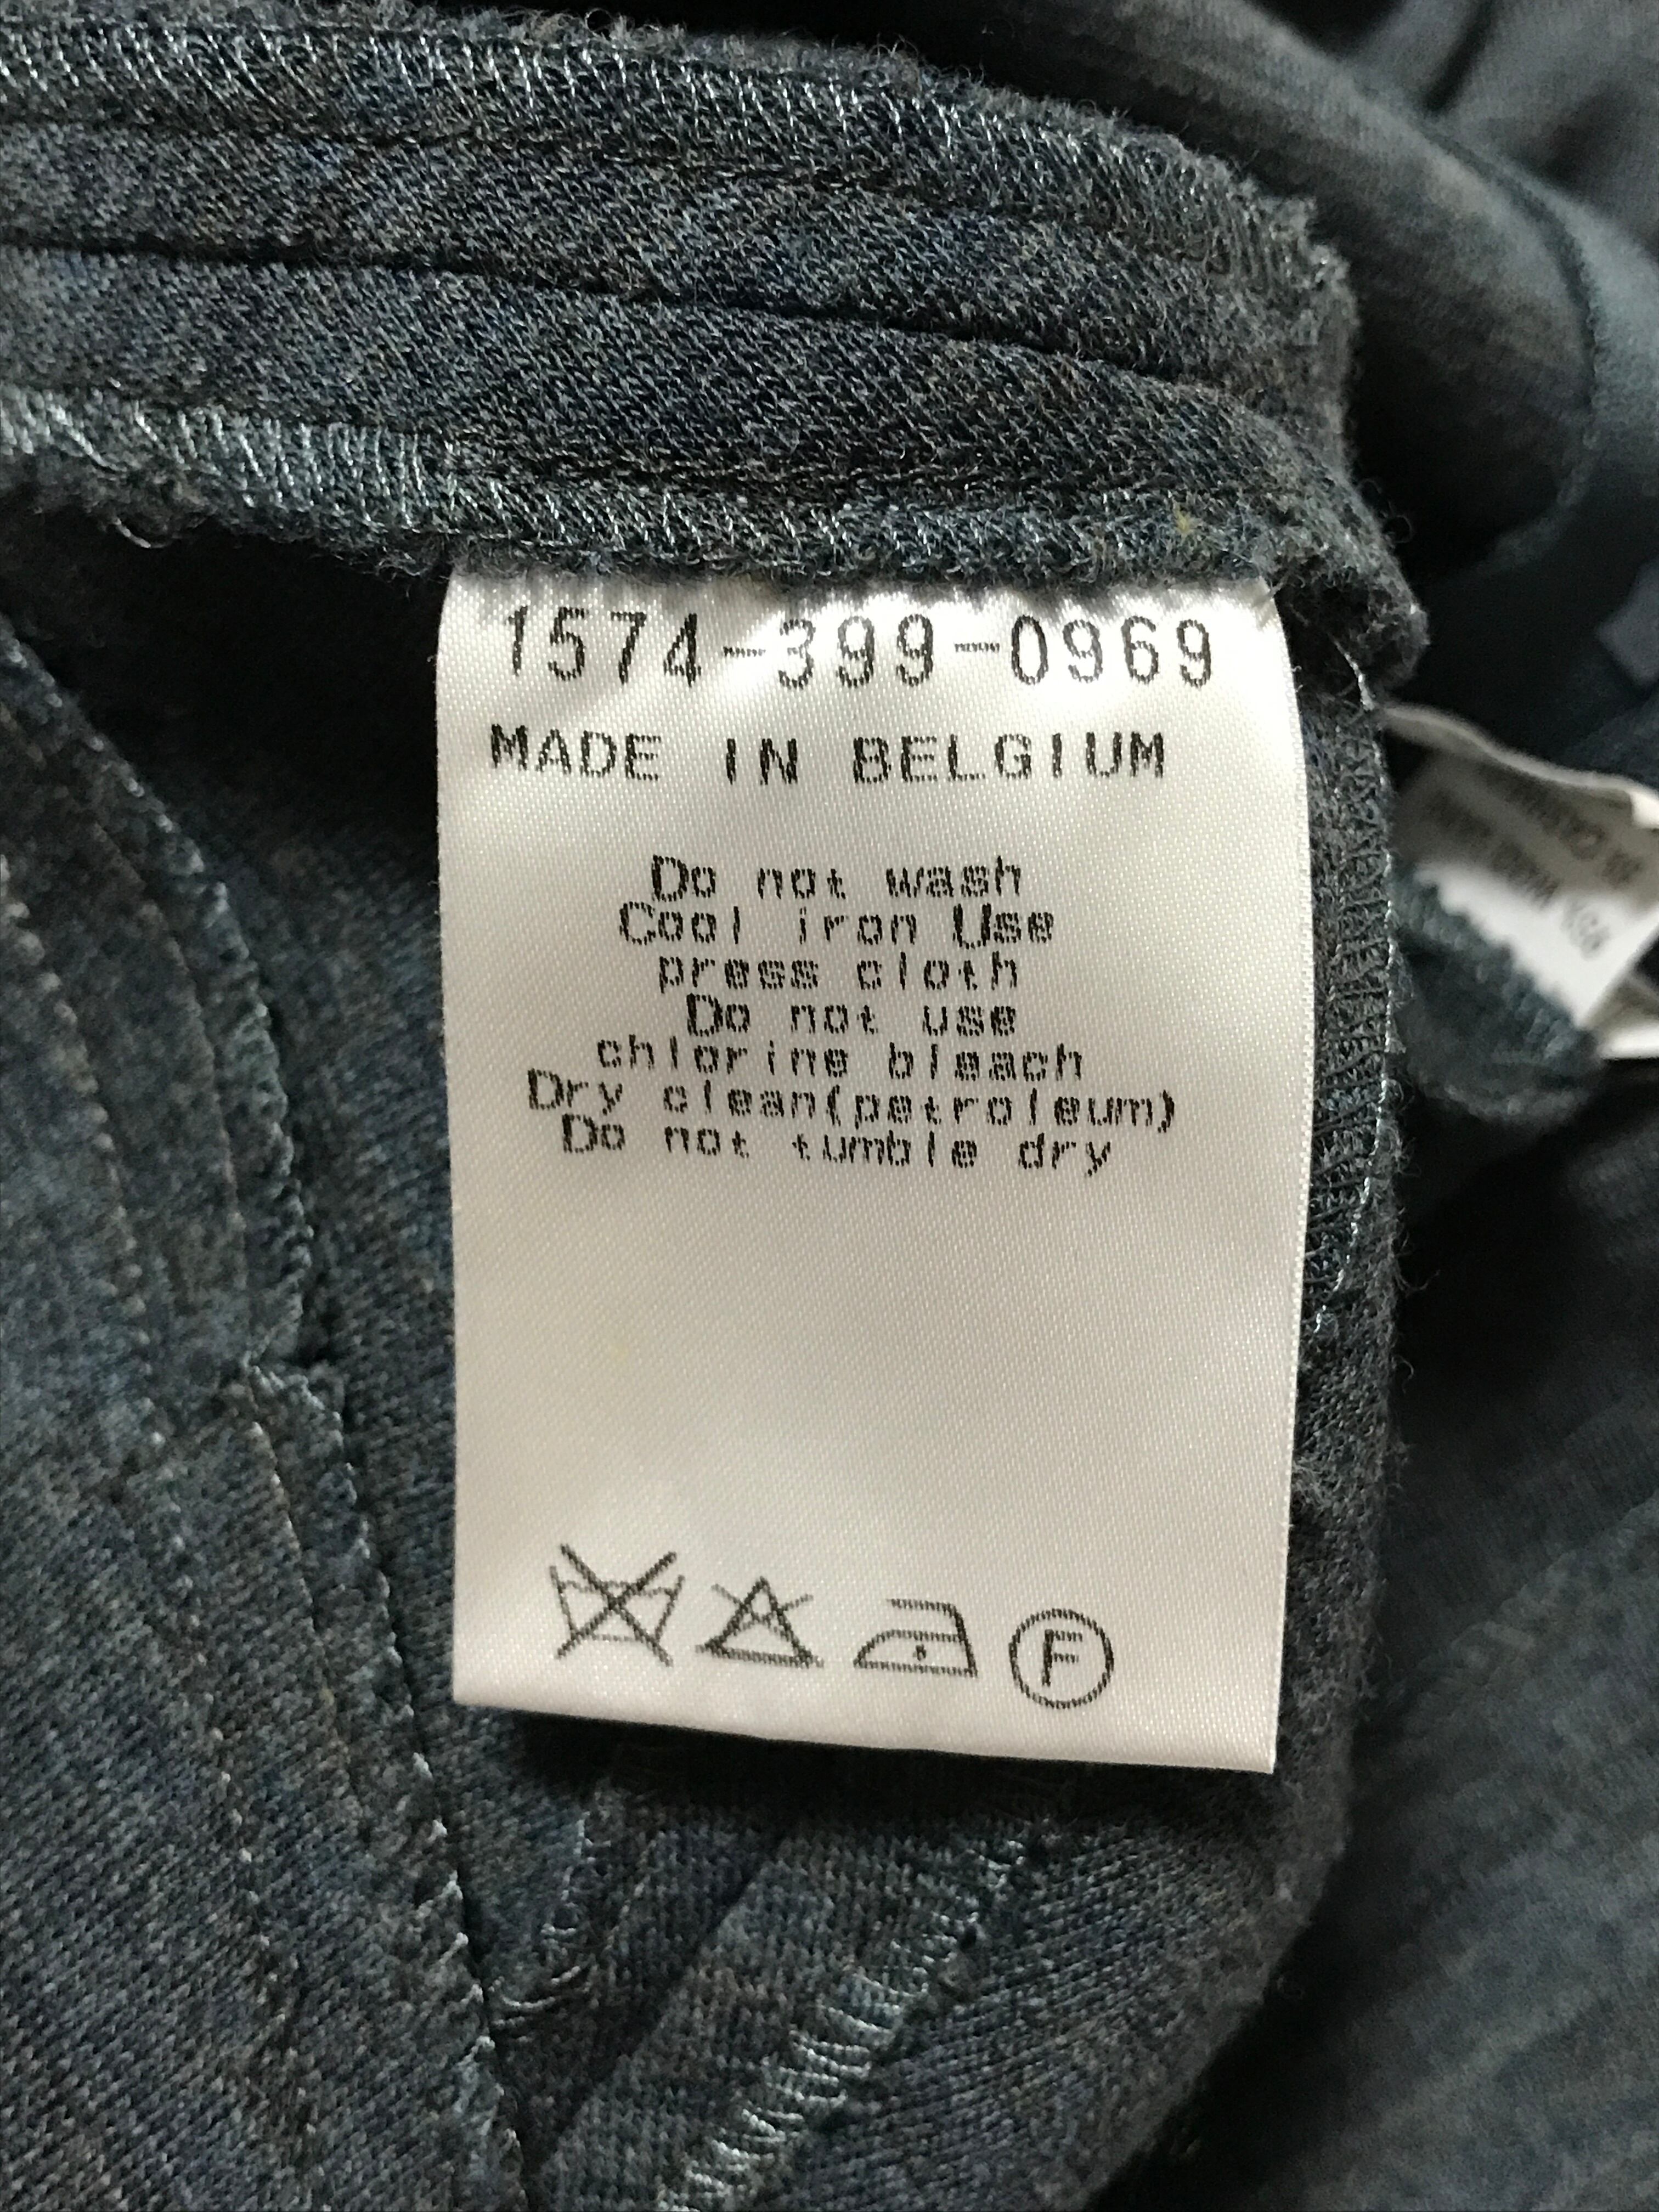 1574-399-0969
MADE IN BELGIUM
Do not wash
Cool iron Use
press cloth
Do not use
chlorine bleach
Dry clean(petroleum)
Do not tumble dry
F